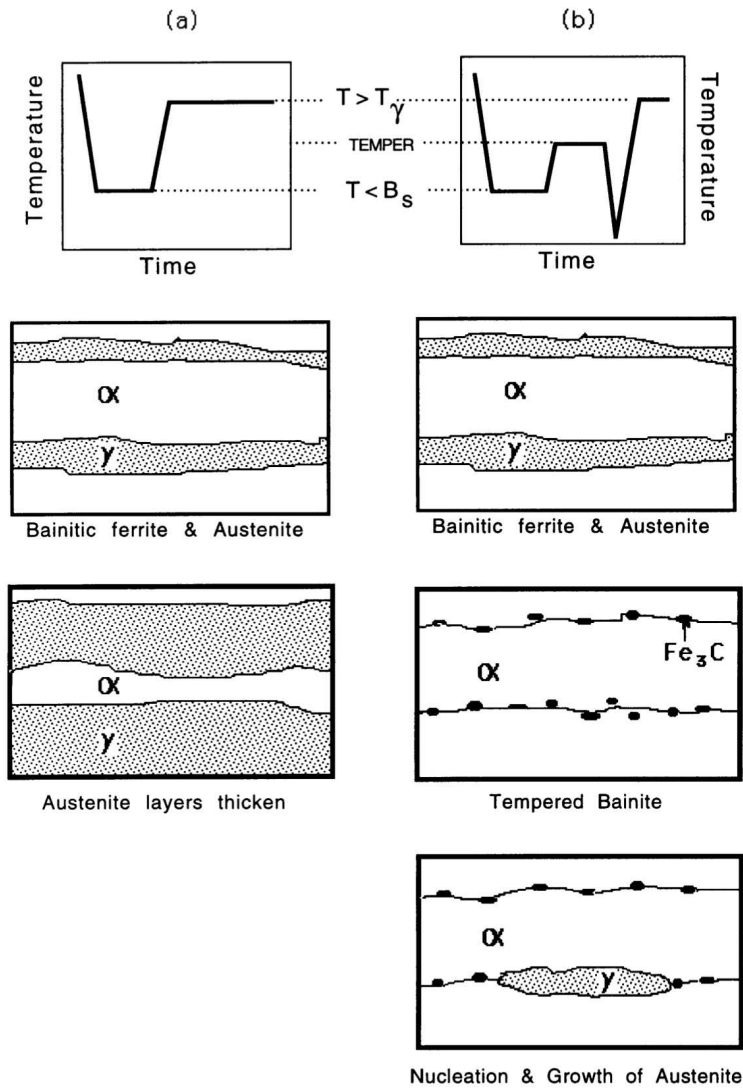 (a)
(b)
Temperature
Time
T > Tγ
TEMPER
T < Bs
Temperature
Time
α
γ
Bainitic ferrite & Austenite
α
γ
Bainitic ferrite & Austenite
α
γ
Austenite layers thicken
Fe₃C
α
Tempered Bainite
α
γ
Nucleation & Growth of Austenite